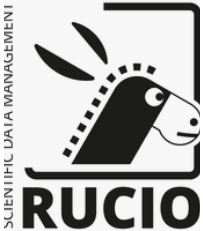 SCIENTIFIC DATA MANAGEMENT
RUCIO